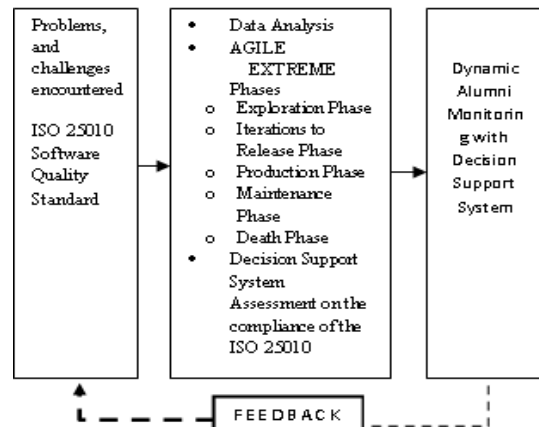 Problems,
and
challenges
encountered
ISO 25010
Software
Quality
Standard
• Data Analysis
• AGILE
EXTREME
Phases
o Exploration Phase
o Iterations to
Release Phase
o Production Phase
o Maintenance
Phase
o Death Phase
• Decision Support
System
Assessment on the
compliance of the
ISO 25010
Dynamic
Alumni
Monitorin
g with
Decision
Support
System
FEEDBACK